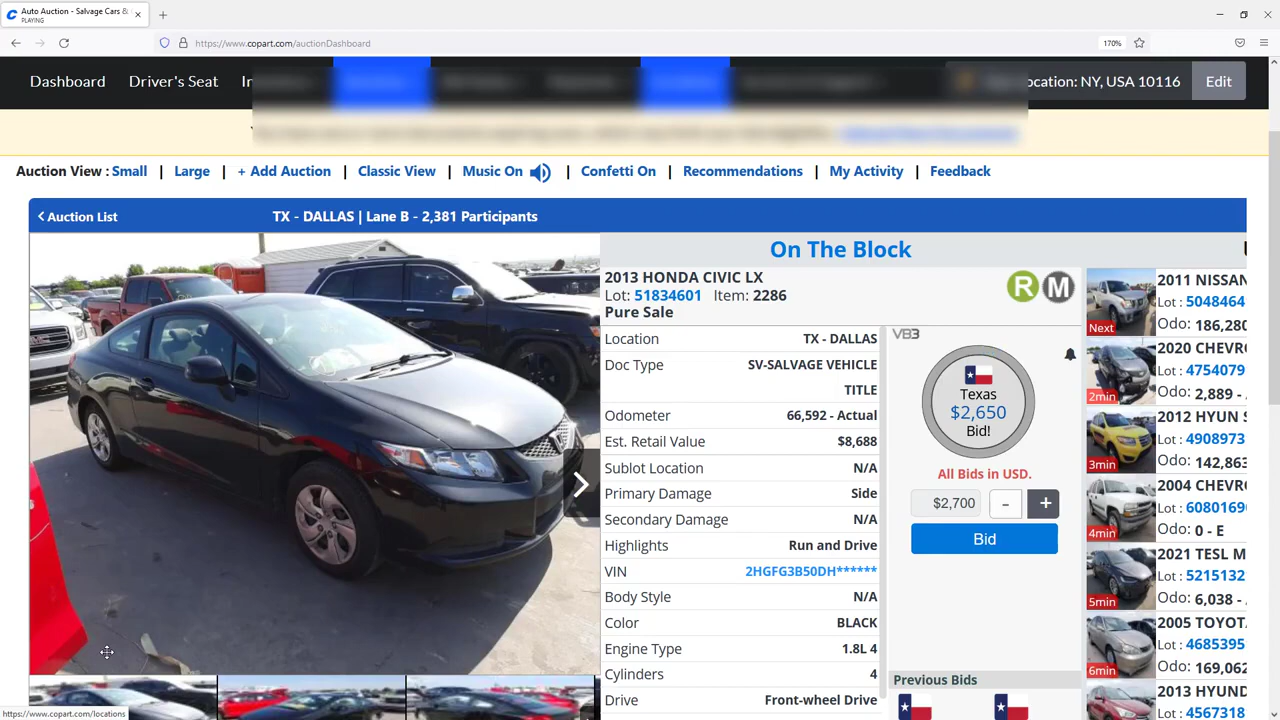 Auto Auction - Salvage Cars &
PLAYING
https://www.copart.com/auctionDashboard
170%
Dashboard
Driver's Seat
ocation: NY, USA 10116
Edit
Auction View : Small | Large | + Add Auction | Classic View | Music On | Confetti On | Recommendations | My Activity | Feedback
Auction List
TX - DALLAS | Lane B - 2,381 Participants
On The Block
2013 HONDA CIVIC LX
Lot: 51834601 Item: 2286
Pure Sale
R M
Location TX - DALLAS
Doc Type SV-SALVAGE VEHICLE
TITLE
Odometer 66,592 - Actual
Est. Retail Value $8,688
Sublot Location N/A
Primary Damage Side
Secondary Damage N/A
Highlights Run and Drive
VIN 2HGFG3B50DH******
Body Style N/A
Color BLACK
Engine Type 1.8L 4
Cylinders 4
Drive Front-wheel Drive
VB3
Texas
$2,650
Bid!
All Bids in USD.
$2,700 - +
Bid
Previous Bids
Next
2011 NISSAN
Lot : 5048464
Odo: 186,280
2min
2020 CHEVR
Lot : 4754079
Odo: 2,889 -
3min
2012 HYUN S
Lot : 4908973
Odo: 142,863
4min
2004 CHEVR
Lot : 6080169
Odo: 0 - E
5min
2021 TESL M
Lot : 5215132
Odo: 6,038 -
6min
2005 TOYOT
Lot : 4685395
Odo: 169,062
2013 HYUND
Lot : 4567318
https://www.copart.com/locations